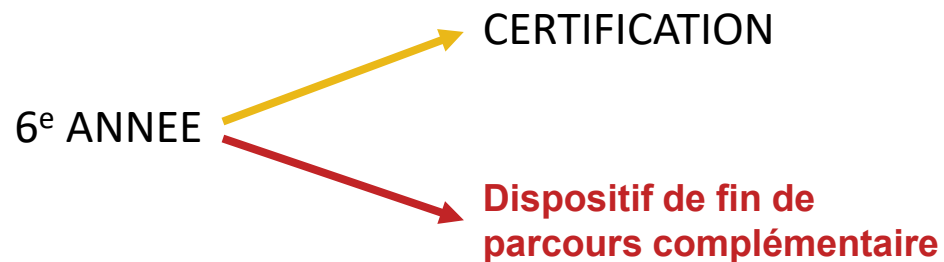 CERTIFICATION
6e ANNEE
Dispositif de fin de
parcours complémentaire